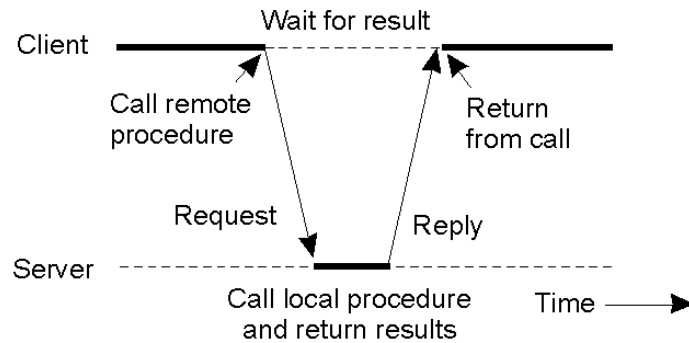 Wait for result
Client
Call remote
procedure
Return
from call
Request
Reply
Server
Call local procedure
and return results
Time